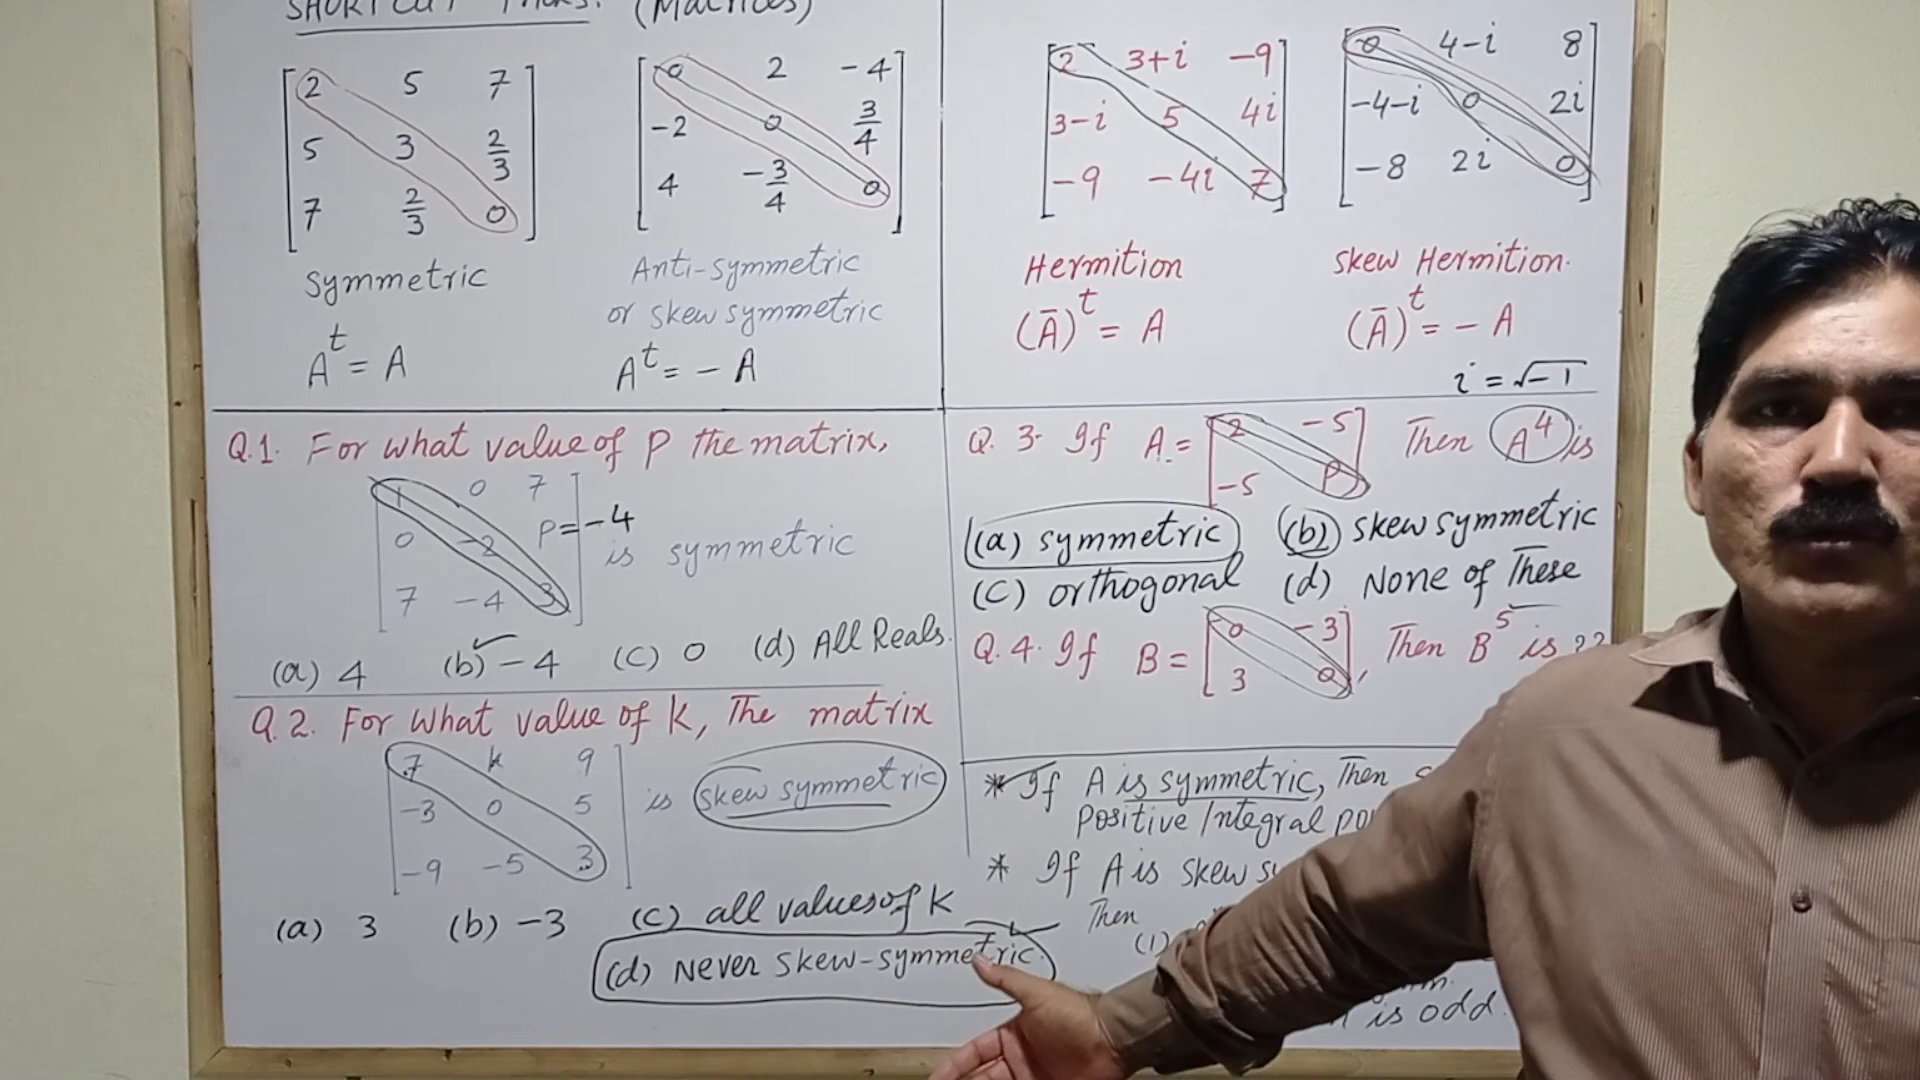 SHORTCUT Tricks. (Matrices)
2 5 7
5 3 2/3
7 2/3 0
Symmetric
A^t = A
0 2 -4
-2 0 3/4
4 -3/4 0
Anti-symmetric
or skew symmetric
A^t = - A
2 3+i -9
3-i 5 4i
-9 -4i 7
Hermition
(Ā)^t = A
0 4-i 8
-4-i 0 2i
-8 2i 0
Skew Hermition.
(Ā)^t = - A
i = √-1
Q.1. For what value of P the matrix,
1 0 7
0 -2 P=-4
7 -4 3
is symmetric
(a) 4 (b) -4 (c) 0 (d) All Reals.
Q.2. For what value of k, The matrix
7 k 9
-3 0 5
-9 -5 3
is skew symmetric
(a) 3 (b) -3 (c) all values of k
(d) Never skew-symmetric.
Q. 3. If A = [2 -5
-5 P] Then A^4 is
(a) symmetric (b) skew symmetric
(c) orthogonal (d) None of These
Q.4. If B = [0 -3
3 0], Then B^5 is ??
* If A is symmetric, Then
Positive Integral
* If A is skew
Then
(1)
is odd.